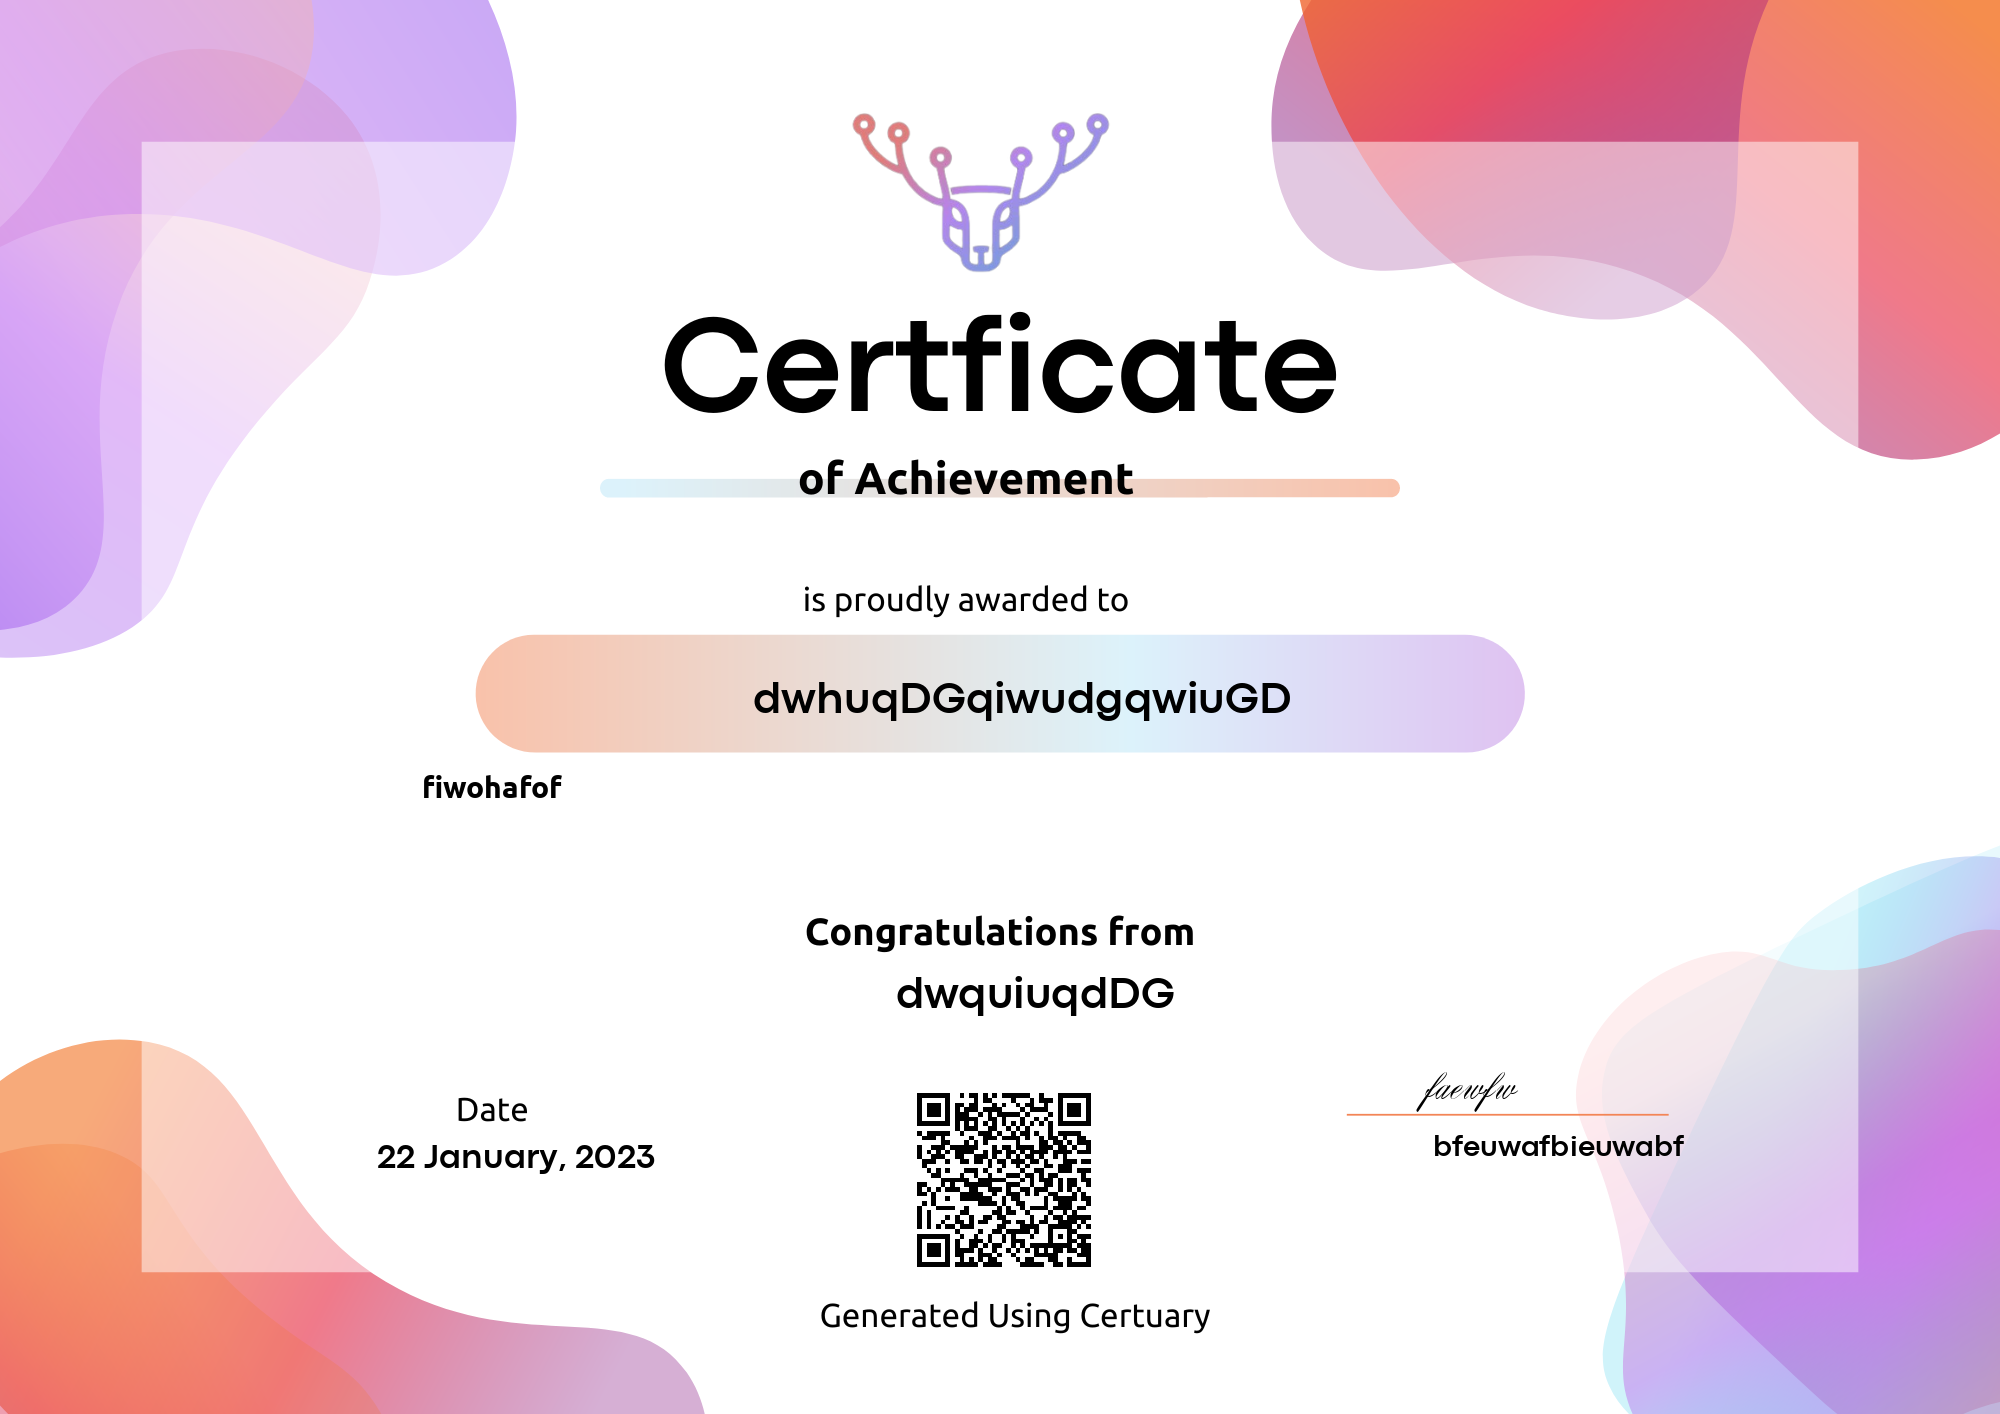 Certficate
of Achievement
is proudly awarded to
dwhuqDGqiwudgqwiuGD
fiwohafof
Congratulations from
dwquiuqdDG
Date
22 January, 2023
faewfw
bfeuwafbieuwabf
Generated Using Certuary